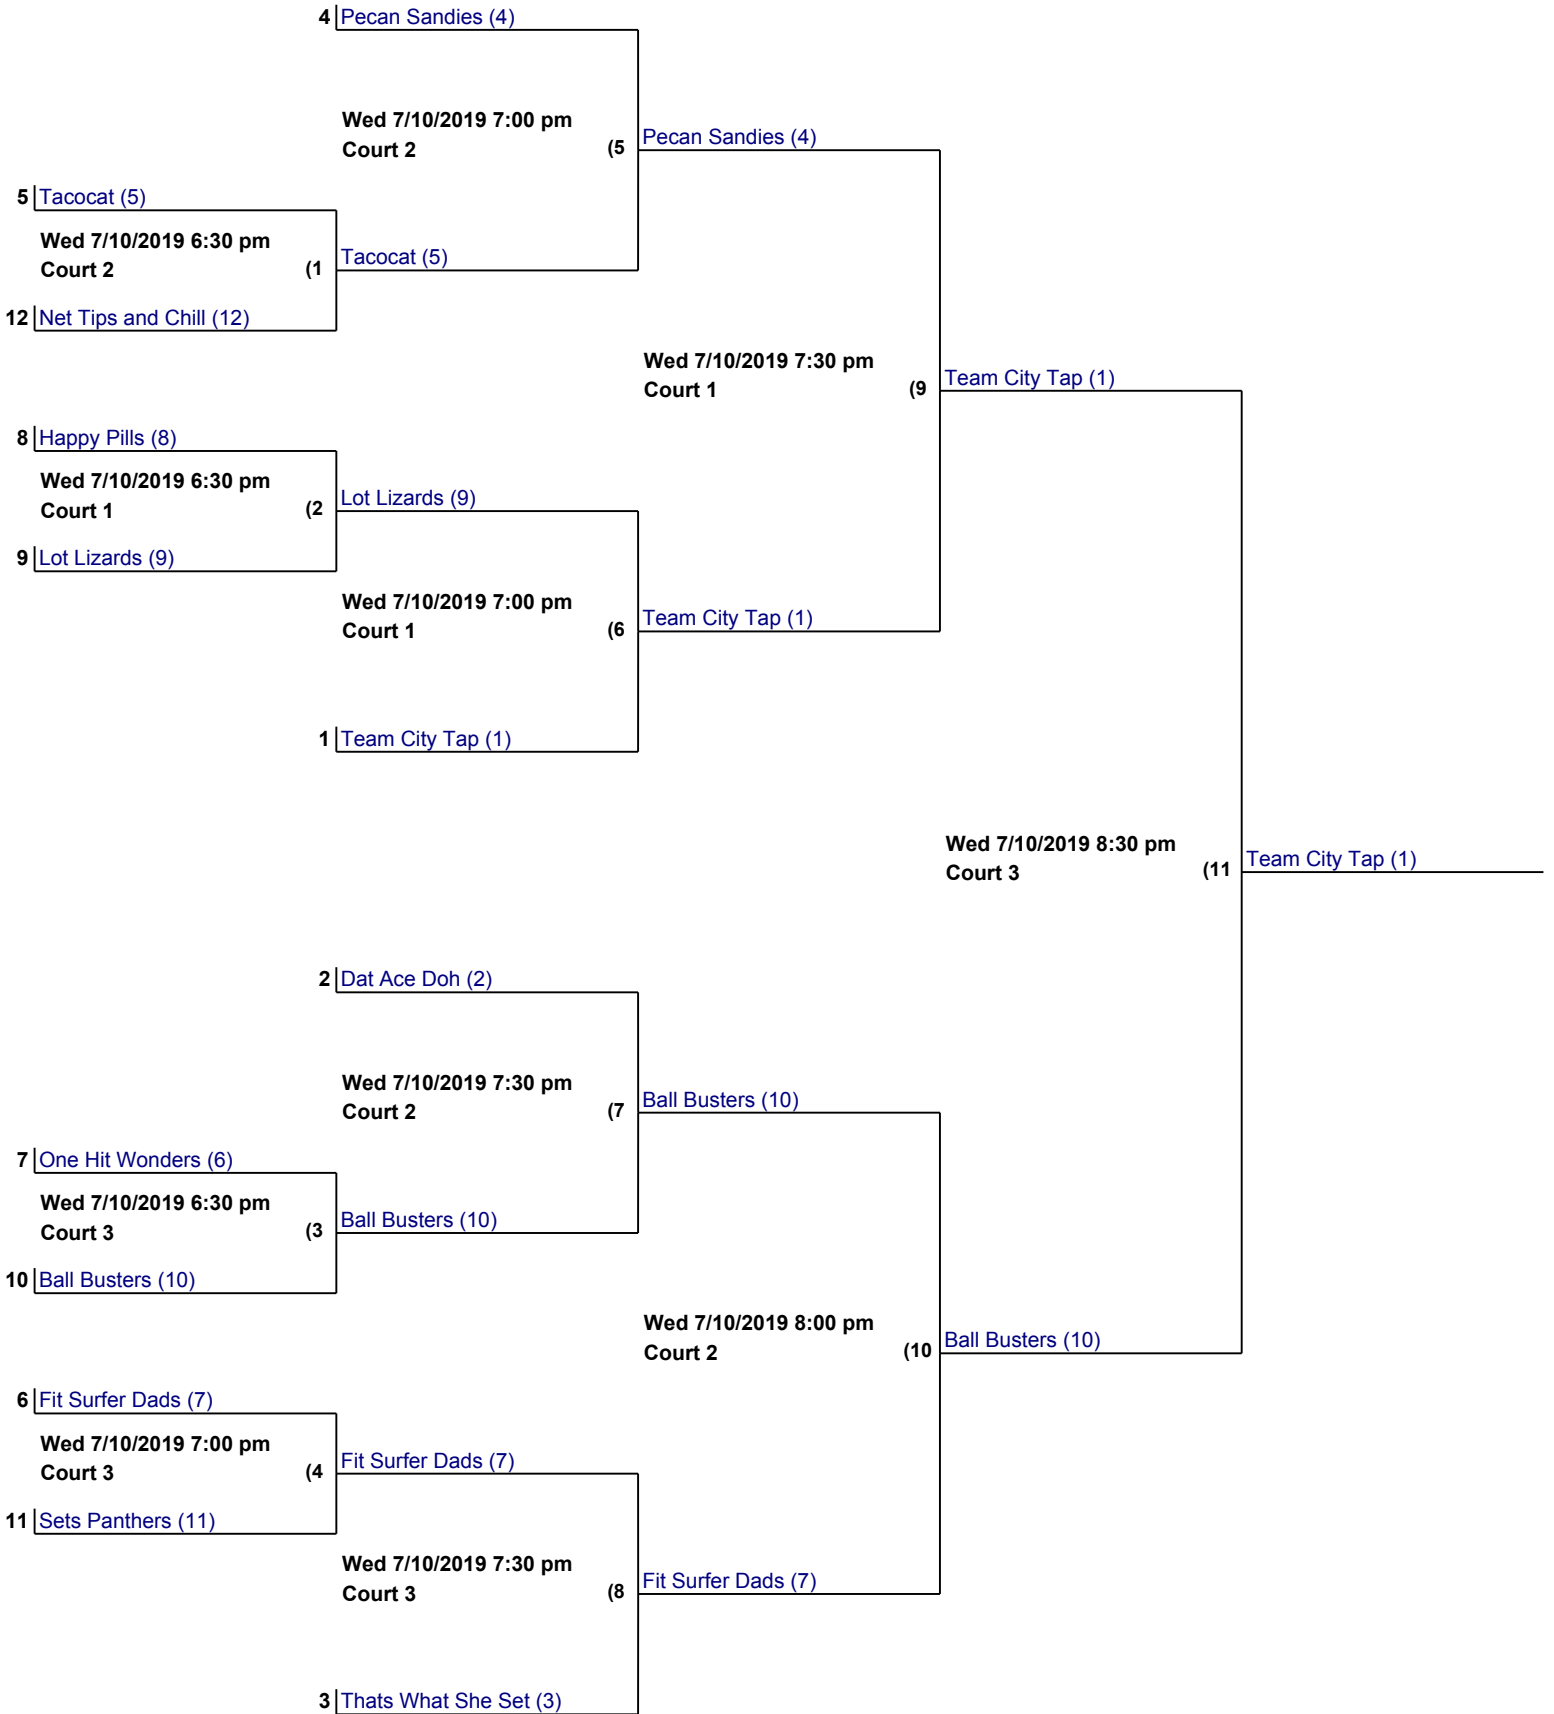 4 Pecan Sandies (4)
Wed 7/10/2019 7:00 pm
Court 2 (5 Pecan Sandies (4)
5 Tacocat (5)
Wed 7/10/2019 6:30 pm
Court 2 (1 Tacocat (5)
12 Net Tips and Chill (12)
Wed 7/10/2019 7:30 pm
Court 1 (9 Team City Tap (1)
8 Happy Pills (8)
Wed 7/10/2019 6:30 pm
Court 1 (2 Lot Lizards (9)
9 Lot Lizards (9)
Wed 7/10/2019 7:00 pm
Court 1 (6 Team City Tap (1)
1 Team City Tap (1)
Wed 7/10/2019 8:30 pm
Court 3 (11 Team City Tap (1)
2 Dat Ace Doh (2)
Wed 7/10/2019 7:30 pm
Court 2 (7 Ball Busters (10)
7 One Hit Wonders (6)
Wed 7/10/2019 6:30 pm
Court 3 (3 Ball Busters (10)
10 Ball Busters (10)
Wed 7/10/2019 8:00 pm
Court 2 (10 Ball Busters (10)
6 Fit Surfer Dads (7)
Wed 7/10/2019 7:00 pm
Court 3 (4 Fit Surfer Dads (7)
11 Sets Panthers (11)
Wed 7/10/2019 7:30 pm
Court 3 (8 Fit Surfer Dads (7)
3 Thats What She Set (3)